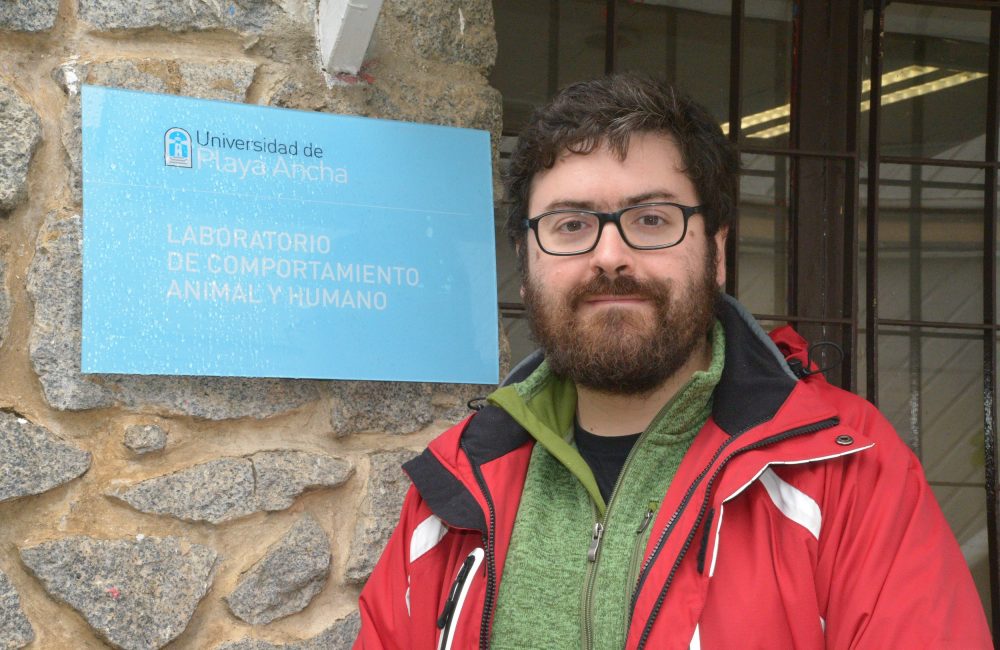 Universidad de
Playa Ancha
LABORATORIO
DE COMPORTAMIENTO
ANIMAL Y HUMANO